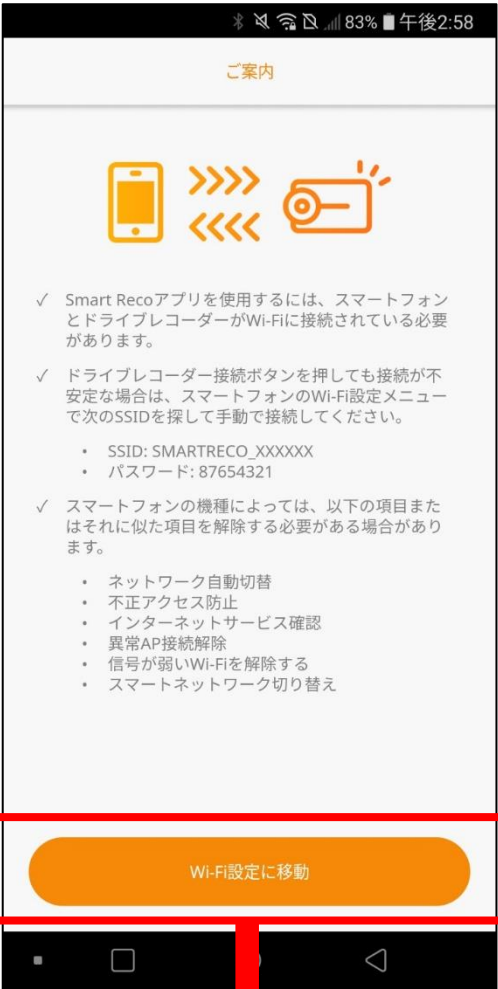 83% 午後2:58
ご案内
✓ Smart Recoアプリを使用するには、スマートフォン
とドライブレコーダーがWi-Fiに接続されている必要
があります。
✓ ドライブレコーダー接続ボタンを押しても接続が不
安定な場合は、スマートフォンのWi-Fi設定メニュー
で次のSSIDを探して手動で接続してください。
・ SSID: SMARTRECO_XXXXXX
・ パスワード: 87654321
✓ スマートフォンの機種によっては、以下の項目また
はそれに似た項目を解除する必要がある場合があり
ます。
・ ネットワーク自動切替
・ 不正アクセス防止
・ インターネットサービス確認
・ 異常AP接続解除
・ 信号が弱いWi-Fiを解除する
・ スマートネットワーク切り替え
Wi-Fi設定に移動